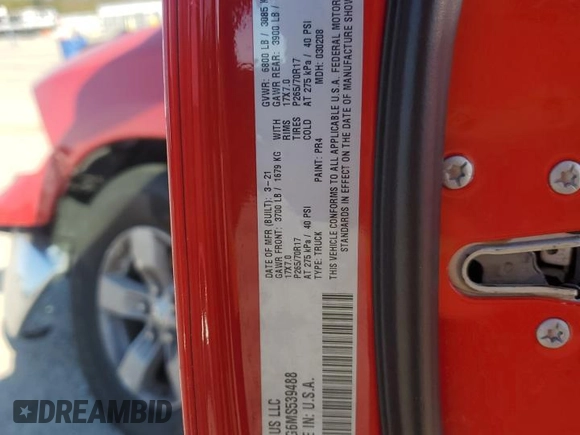 US LLC
G6MS539488
E IN: U.S.A.
DATE OF MFR (BUILT): 3-21
GAWR FRONT: 3700 LB / 1679 KG WITH
17X7.0 RIMS
P265/70R17 TIRES
AT 275 kPa / 40 PSI COLD
TYPE: TRUCK PAINT: PR4
THIS VEHICLE CONFORMS TO ALL APPLICABLE U.S.A. FEDERAL MOTOR
STANDARDS IN EFFECT ON THE DATE OF MANUFACTURE SHOW
GVWR: 6800 LB / 3085 K
GAWR REAR: 3900 LB /
17X7.0
P265/70R17
AT 275 kPa / 40 PSI
MDH: 030208
DREAMBID